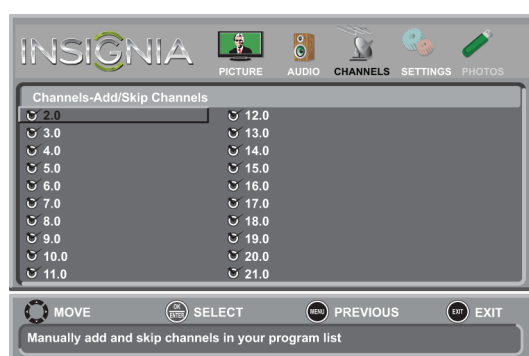 INSIGNIA
PICTURE AUDIO CHANNELS SETTINGS PHOTOS
Channels-Add/Skip Channels
2.0 12.0
3.0 13.0
4.0 14.0
5.0 15.0
6.0 16.0
7.0 17.0
8.0 18.0
9.0 19.0
10.0 20.0
11.0 21.0
MOVE OK ENTER SELECT MENU PREVIOUS EXIT EXIT
Manually add and skip channels in your program list